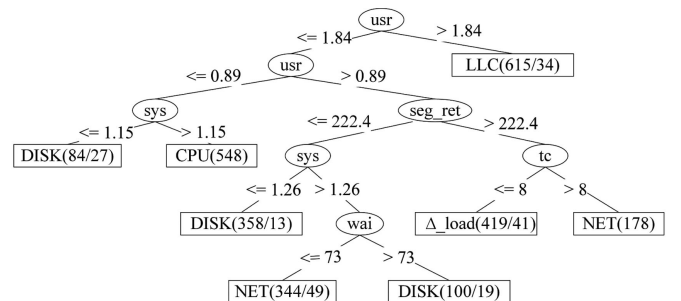 usr
<= 1.84 > 1.84
usr LLC(615/34)
<= 0.89 > 0.89
sys seg_ret
<= 1.15 > 1.15 <= 222.4 > 222.4
DISK(84/27) CPU(548) sys tc
<= 1.26 > 1.26 <= 8 > 8
DISK(358/13) wai Δ_load(419/41) NET(178)
<= 73 > 73
NET(344/49) DISK(100/19)